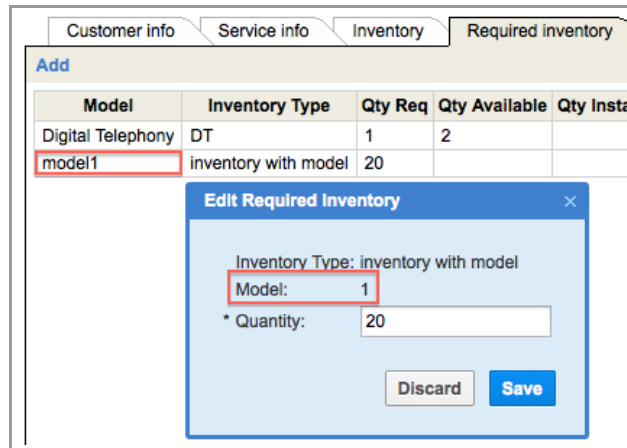 Customer info Service info Inventory Required inventory
Add
Model Inventory Type Qty Req Qty Available Qty Insta
Digital Telephony DT 1 2
model1 inventory with model 20
Edit Required Inventory ×
Inventory Type: inventory with model
Model: 1
* Quantity: 20
Discard Save